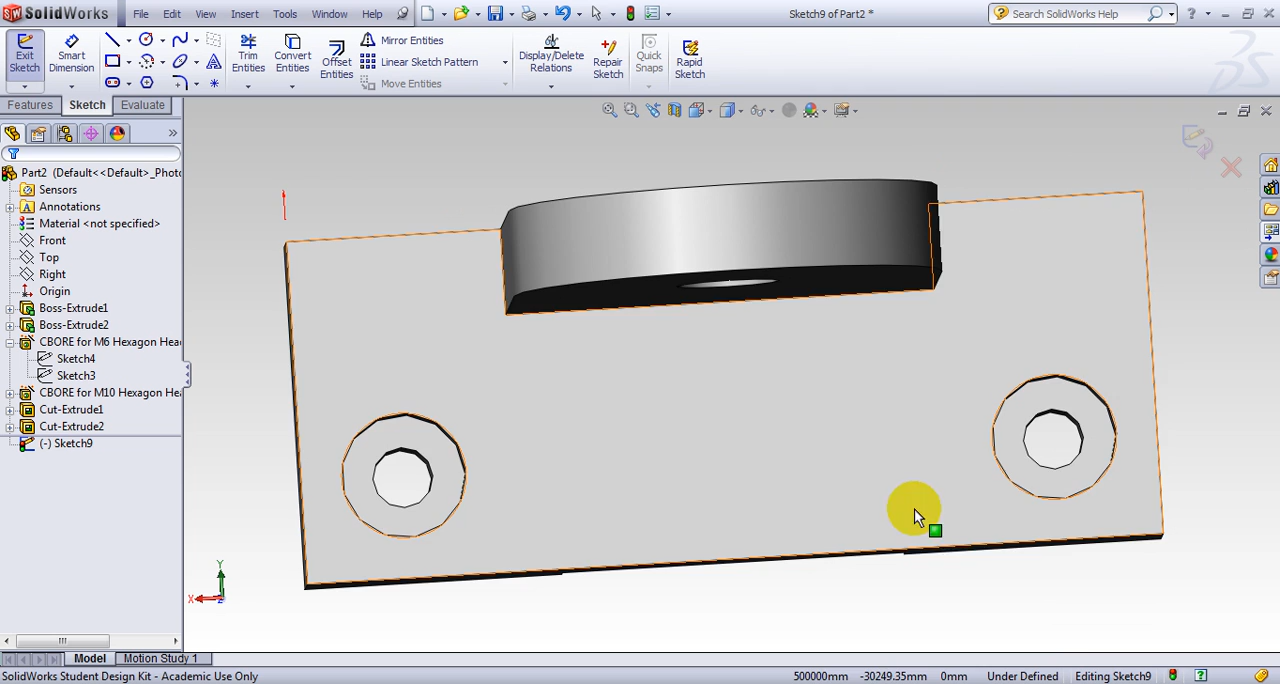 SolidWorks
File Edit View Insert Tools Window Help
Sketch9 of Part2 *
Search SolidWorks Help
Exit Sketch
Smart Dimension
Trim Entities
Convert Entities
Offset Entities
Mirror Entities
Linear Sketch Pattern
Move Entities
Display/Delete Relations
Repair Sketch
Quick Snaps
Rapid Sketch
Features Sketch Evaluate
Part2 (Default<<Default>_Photo
Sensors
Annotations
Material <not specified>
Front
Top
Right
Origin
Boss-Extrude1
Boss-Extrude2
CBORE for M6 Hexagon Hea
Sketch4
Sketch3
CBORE for M10 Hexagon He
Cut-Extrude1
Cut-Extrude2
(-) Sketch9
Y
X
Model Motion Study 1
SolidWorks Student Design Kit - Academic Use Only
500000mm -30249.35mm 0mm Under Defined Editing Sketch9